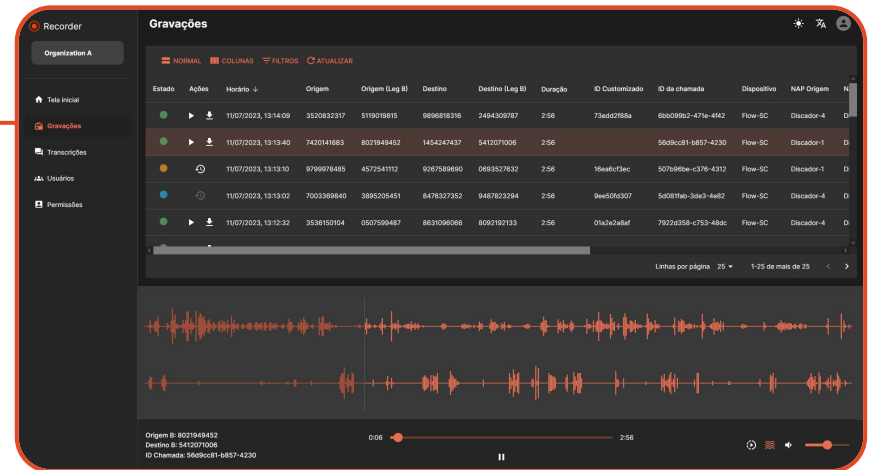 Recorder
Organization A
Tela inicial
Gravações
Transcrições
Usuários
Permissões
Gravações
NORMAL COLUNAS FILTROS ATUALIZAR
Estado Ações Horário ↓ Origem Origem (Leg B) Destino Destino (Leg B) Duração ID Customizado ID da chamada Dispositivo NAP Origem N
11/07/2023, 13:14:09 3520832317 5119019815 9896818316 2494309787 2:56 73edd2f88a 6bb099b2-471e-4f42 Flow-SC Discador-4 D
11/07/2023, 13:13:40 7420141683 8021949452 1454247437 5412071006 2:56 56d9cc81-b857-4230 Flow-SC Discador-1 D
11/07/2023, 13:13:10 9799978485 4572541112 9267589690 0693527632 2:56 16ea6cf3ec 507b96be-c376-4312 Flow-SC Discador-1 D
11/07/2023, 13:13:02 7003369840 3895205451 8476327352 9487823294 2:56 9ee50fd307 5d081fab-3de3-4e82 Flow-SC Discador-4 D
11/07/2023, 13:12:32 3536150104 0507599487 8631096066 8092192133 2:56 01a2e2a8af 7922d358-c753-48dc Flow-SC Discador-4 D
Linhas por página 25 1-25 de mais de 25
Origem B: 8021949452
Destino B: 5412071006
ID Chamada: 56d9cc81-b857-4230
0:06 2:56